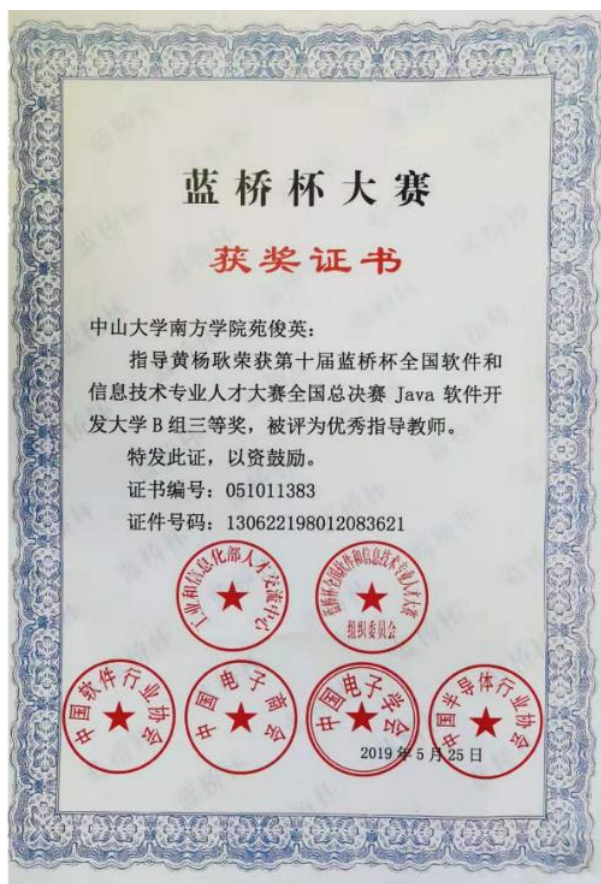 蓝桥杯大赛
获奖证书
中山大学南方学院苑俊英：
指导黄杨耿荣获第十届蓝桥杯全国软件和
信息技术专业人才大赛全国总决赛 Java 软件开
发大学 B 组三等奖，被评为优秀指导教师。
特发此证，以资鼓励。
证书编号：051011383
证件号码：130622198012083621
工业和信息化部人才交流中心
蓝桥杯全国软件和信息技术专业人才大赛
组织委员会
中国软件行业协会
中国电子商会
中国电子学会
中国半导体行业协会
2019 年 5 月 25 日